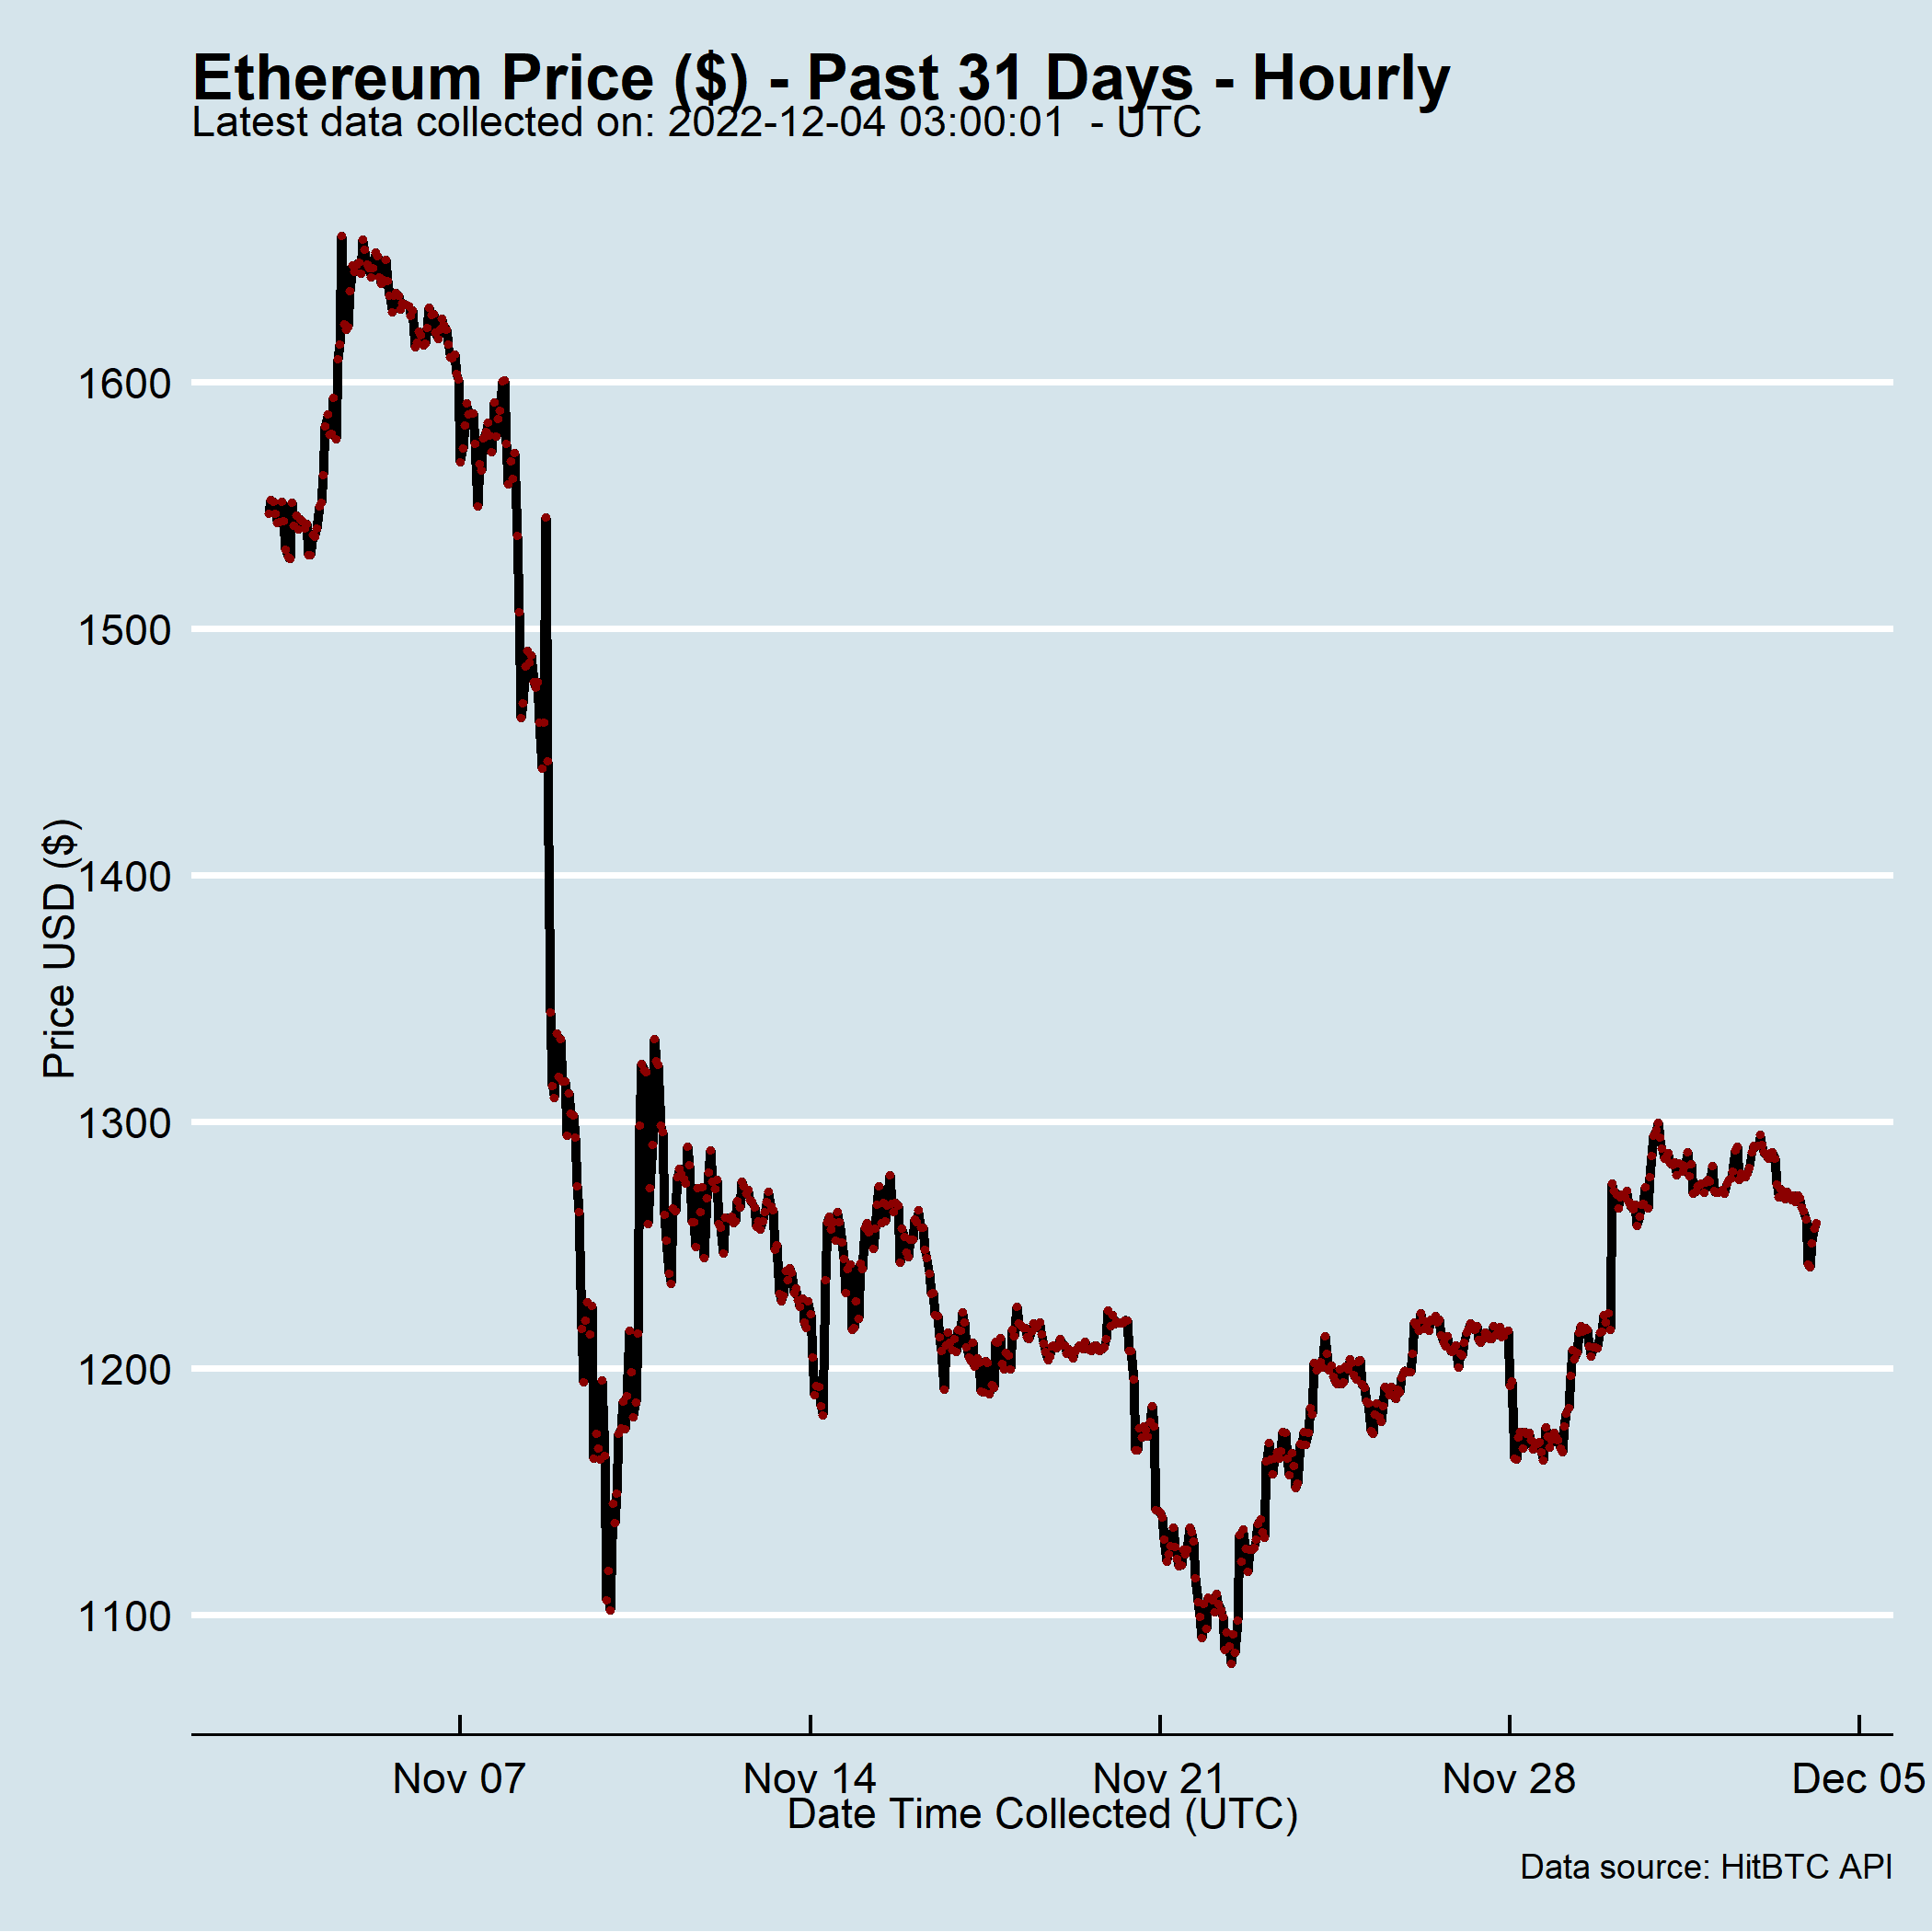 Ethereum Price ($) - Past 31 Days - Hourly
Latest data collected on: 2022-12-04 03:00:01  - UTC
Price USD ($)
1600
1500
1400
1300
1200
1100
Nov 07
Nov 14
Nov 21
Nov 28
Dec 05
Date Time Collected (UTC)
Data source: HitBTC API